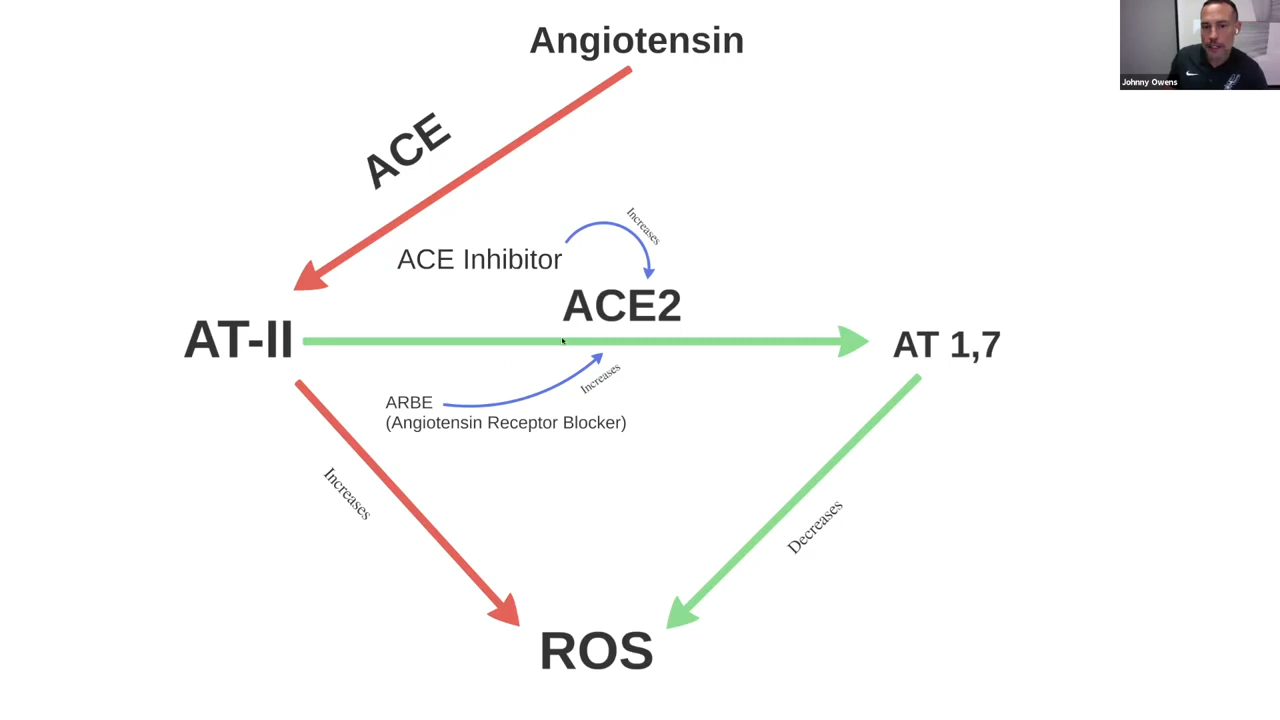 Angiotensin
Johnny Owens
ACE
Increases
ACE Inhibitor
ACE2
AT-II
AT 1,7
Increases
ARBE
(Angiotensin Receptor Blocker)
Increases
Decreases
ROS